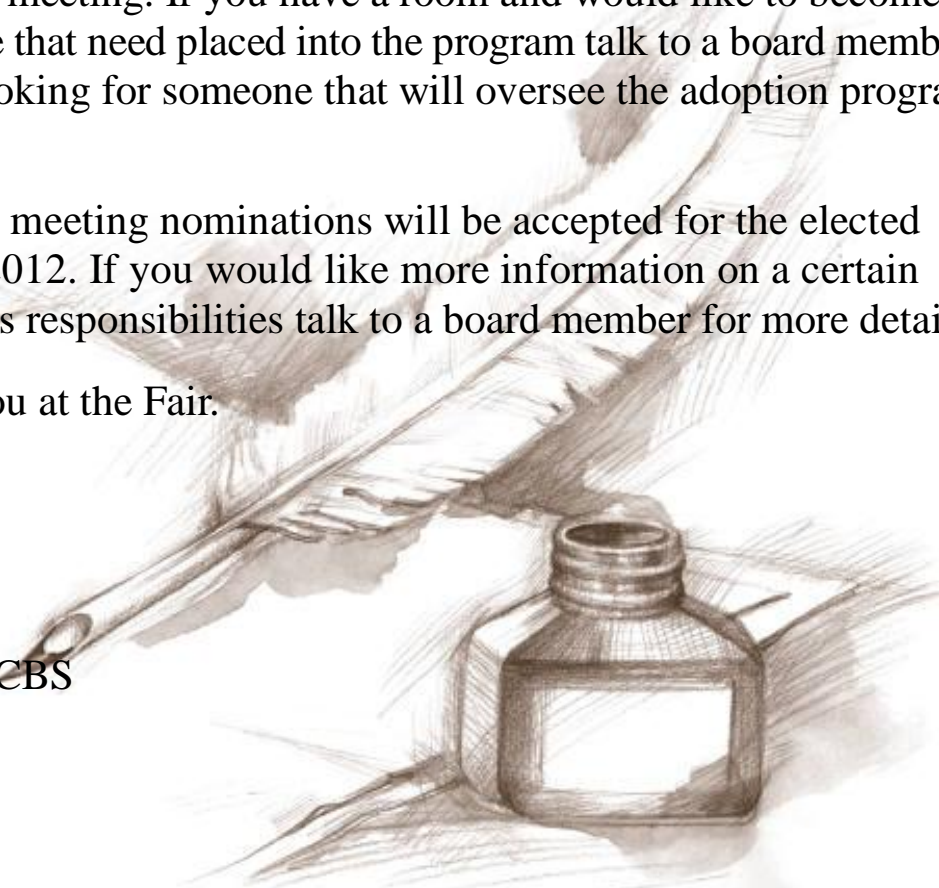 meeting. If you have a room and would like to become
that need placed into the program talk to a board memb
oking for someone that will oversee the adoption progra
meeting nominations will be accepted for the elected
012. If you would like more information on a certain
s responsibilities talk to a board member for more detai
ou at the Fair.
CBS